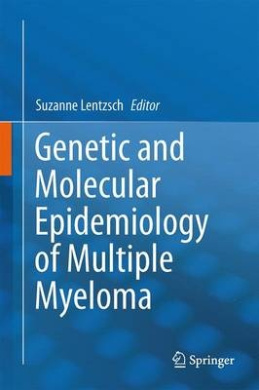 Suzanne Lentzsch Editor
Genetic and
Molecular
Epidemiology
of Multiple
Myeloma
Springer